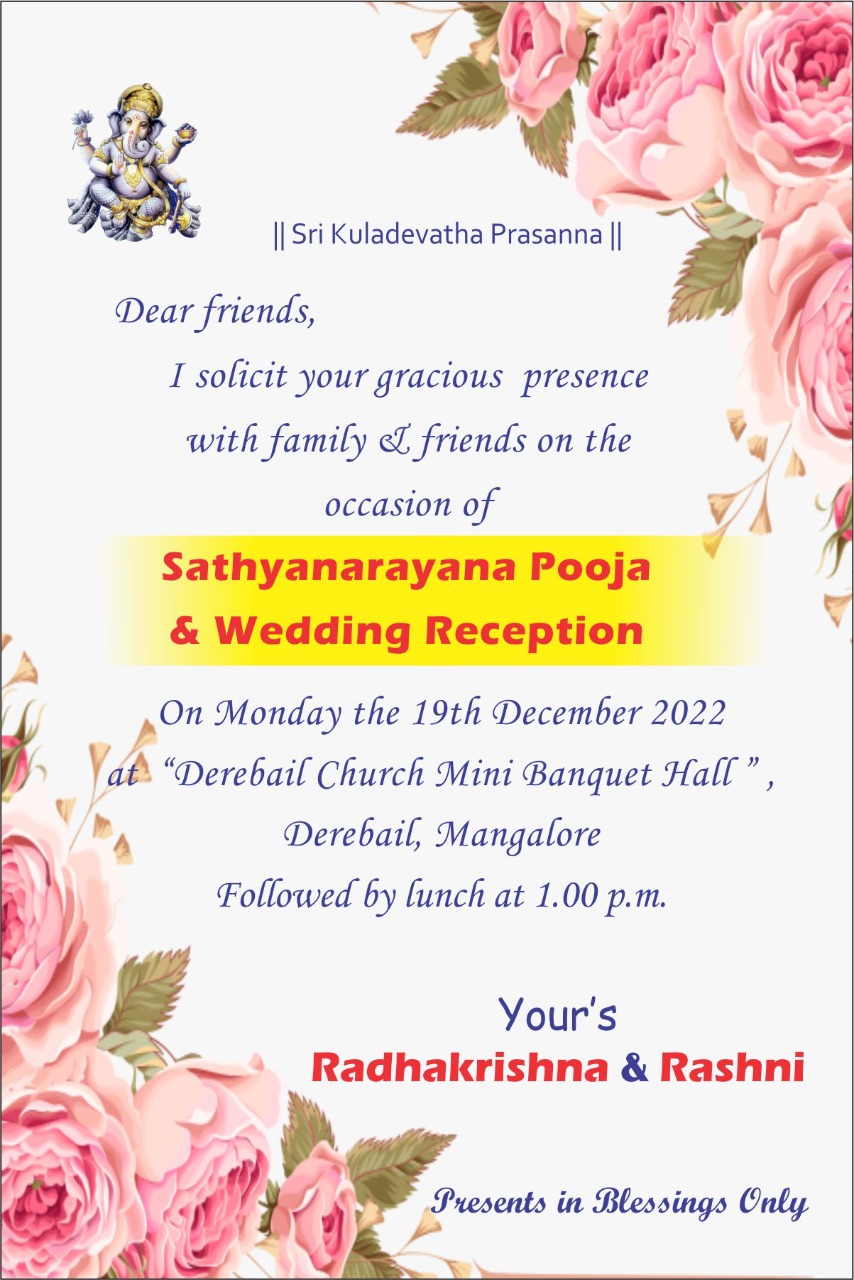 || Sri Kuladevatha Prasanna ||
Dear friends,
I solicit your gracious presence
with family & friends on the
occasion of
Sathyanarayana Pooja
& Wedding Reception
On Monday the 19th December 2022
at “Derebail Church Mini Banquet Hall ” ,
Derebail, Mangalore
Followed by lunch at 1.00 p.m.
Your’s
Radhakrishna & Rashni
Presents in Blessings Only